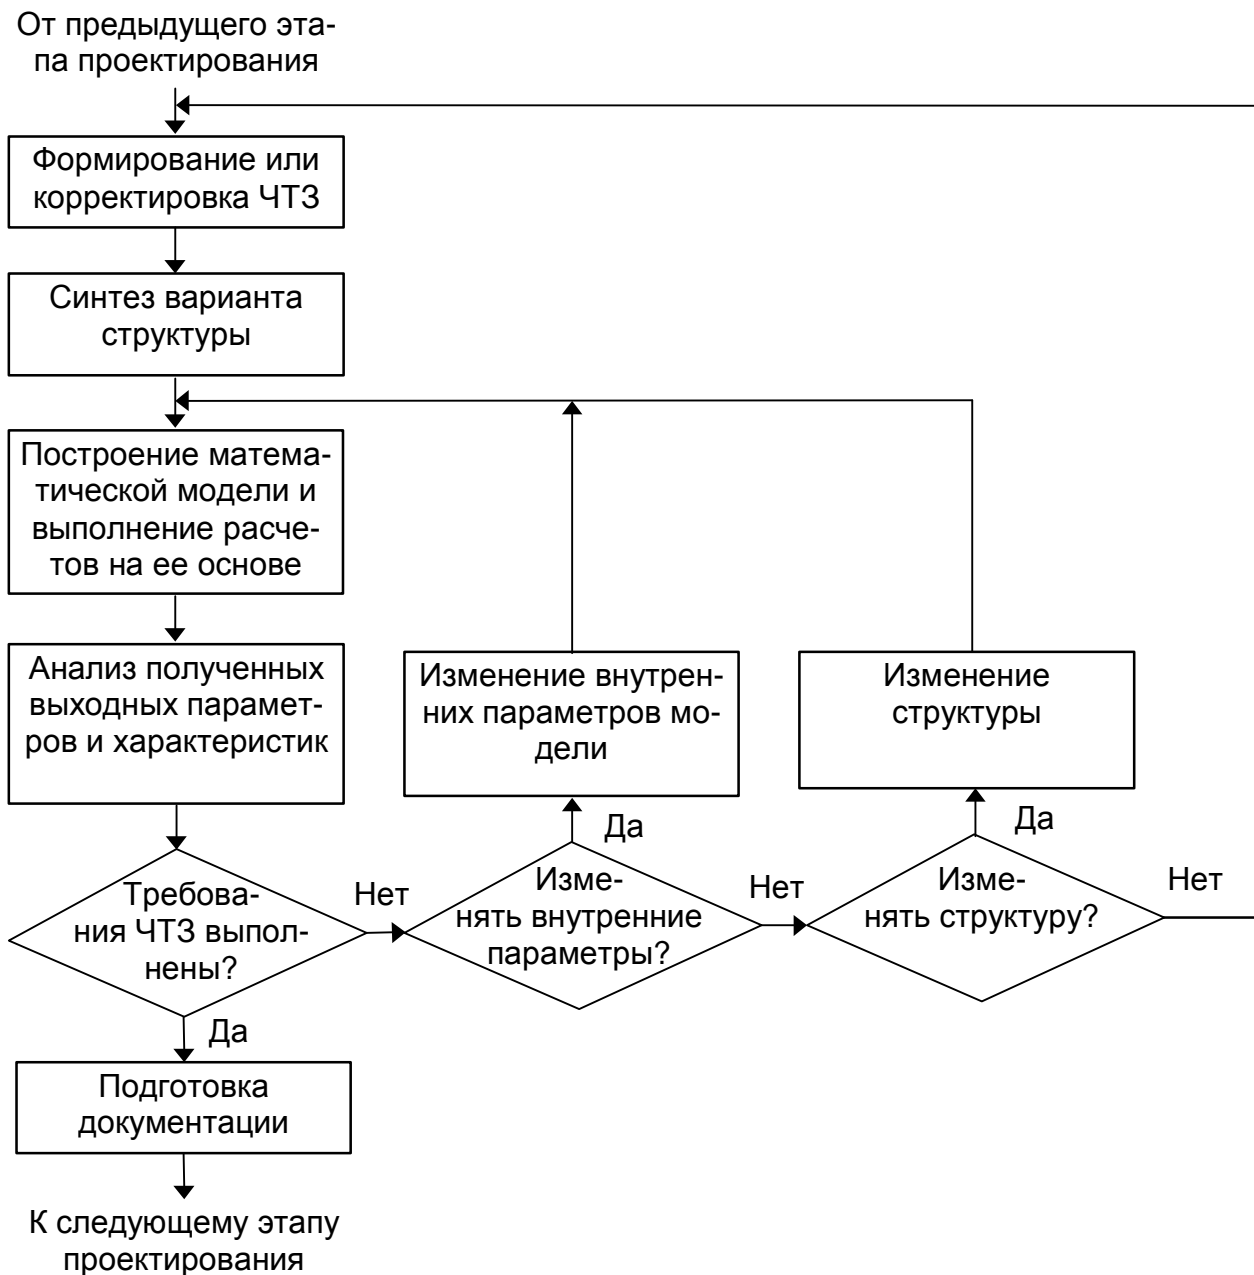 От предыдущего эта-
па проектирования
Формирование или
корректировка ЧТЗ
Синтез варианта
структуры
Построение матема-
тической модели и
выполнение расче-
тов на ее основе
Анализ полученных
выходных парамет-
ров и характеристик
Изменение внутрен-
них параметров мо-
дели
Изменение
структуры
Да
Да
Требова-
ния ЧТЗ выпол-
нены?
Нет
Изме-
нять внутренние
параметры?
Нет
Изме-
нять структуру?
Нет
Да
Подготовка
документации
К следующему этапу
проектирования